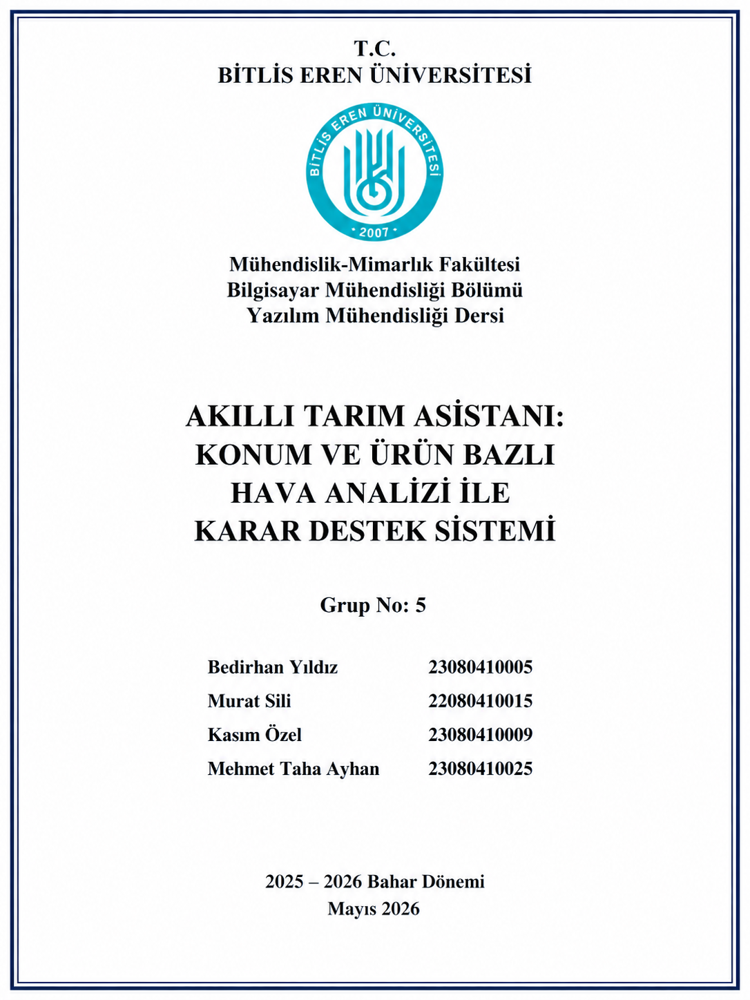 T.C.
BİTLİS EREN ÜNİVERSİTESİ
BİTLİS EREN ÜNİVERSİTESİ
2007
Mühendislik-Mimarlık Fakültesi
Bilgisayar Mühendisliği Bölümü
Yazılım Mühendisliği Dersi
AKILLI TARIM ASİSTANI:
KONUM VE ÜRÜN BAZLI
HAVA ANALİZİ İLE
KARAR DESTEK SİSTEMİ
Grup No: 5
Bedirhan Yıldız 23080410005
Murat Sili 22080410015
Kasım Özel 23080410009
Mehmet Taha Ayhan 23080410025
2025 – 2026 Bahar Dönemi
Mayıs 2026